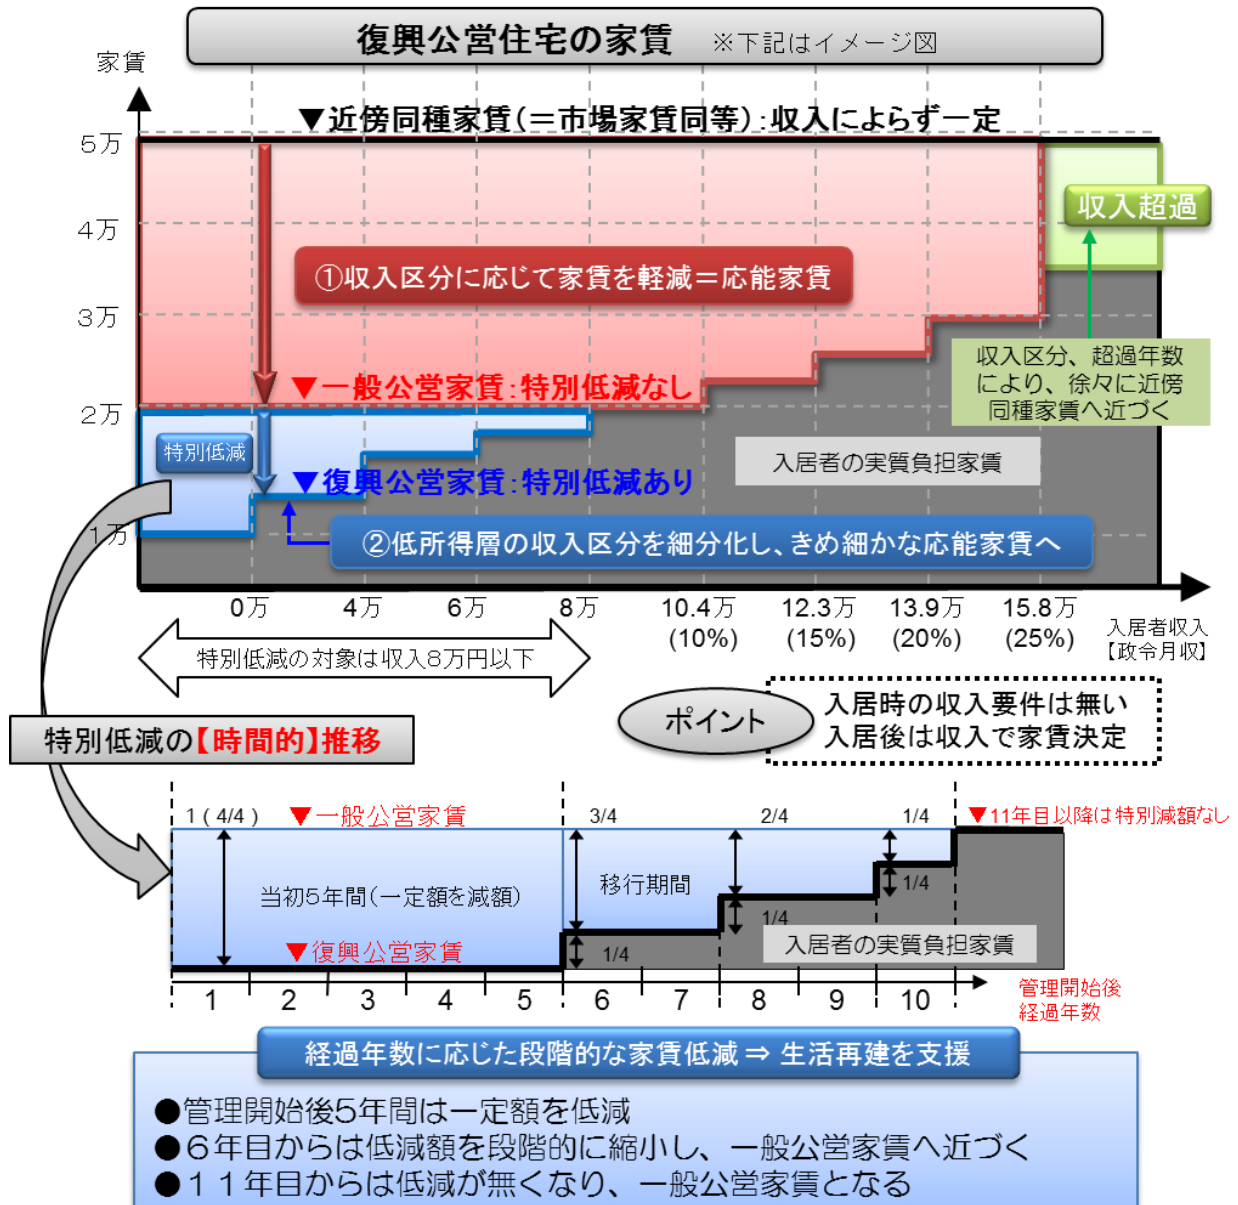 復興公営住宅の家賃 ※下記はイメージ図
家賃
▼近傍同種家賃(＝市場家賃同等):収入によらず一定
5万
4万
3万
2万
1万
収入超過
①収入区分に応じて家賃を軽減＝応能家賃
収入区分、超過年数
により、徐々に近傍
同種家賃へ近づく
▼一般公営家賃:特別低減なし
特別低減
入居者の実質負担家賃
▼復興公営家賃:特別低減あり
②低所得層の収入区分を細分化し、きめ細かな応能家賃へ
0万 4万 6万 8万 10.4万 12.3万 13.9万 15.8万
(10%) (15%) (20%) (25%)
入居者収入
【政令月収】
特別低減の対象は収入8万円以下
ポイント
入居時の収入要件は無い
入居後は収入で家賃決定
特別低減の【時間的】推移
1 ( 4/4 ) ▼一般公営家賃 3/4 2/4 1/4 ▼11年目以降は特別減額なし
当初5年間(一定額を減額) 移行期間
1/4
1/4
1/4
▼復興公営家賃
入居者の実質負担家賃
1 2 3 4 5 6 7 8 9 10
管理開始後
経過年数
経過年数に応じた段階的な家賃低減 ⇒ 生活再建を支援
●管理開始後5年間は一定額を低減
●６年目からは低減額を段階的に縮小し、一般公営家賃へ近づく
●１１年目からは低減が無くなり、一般公営家賃となる